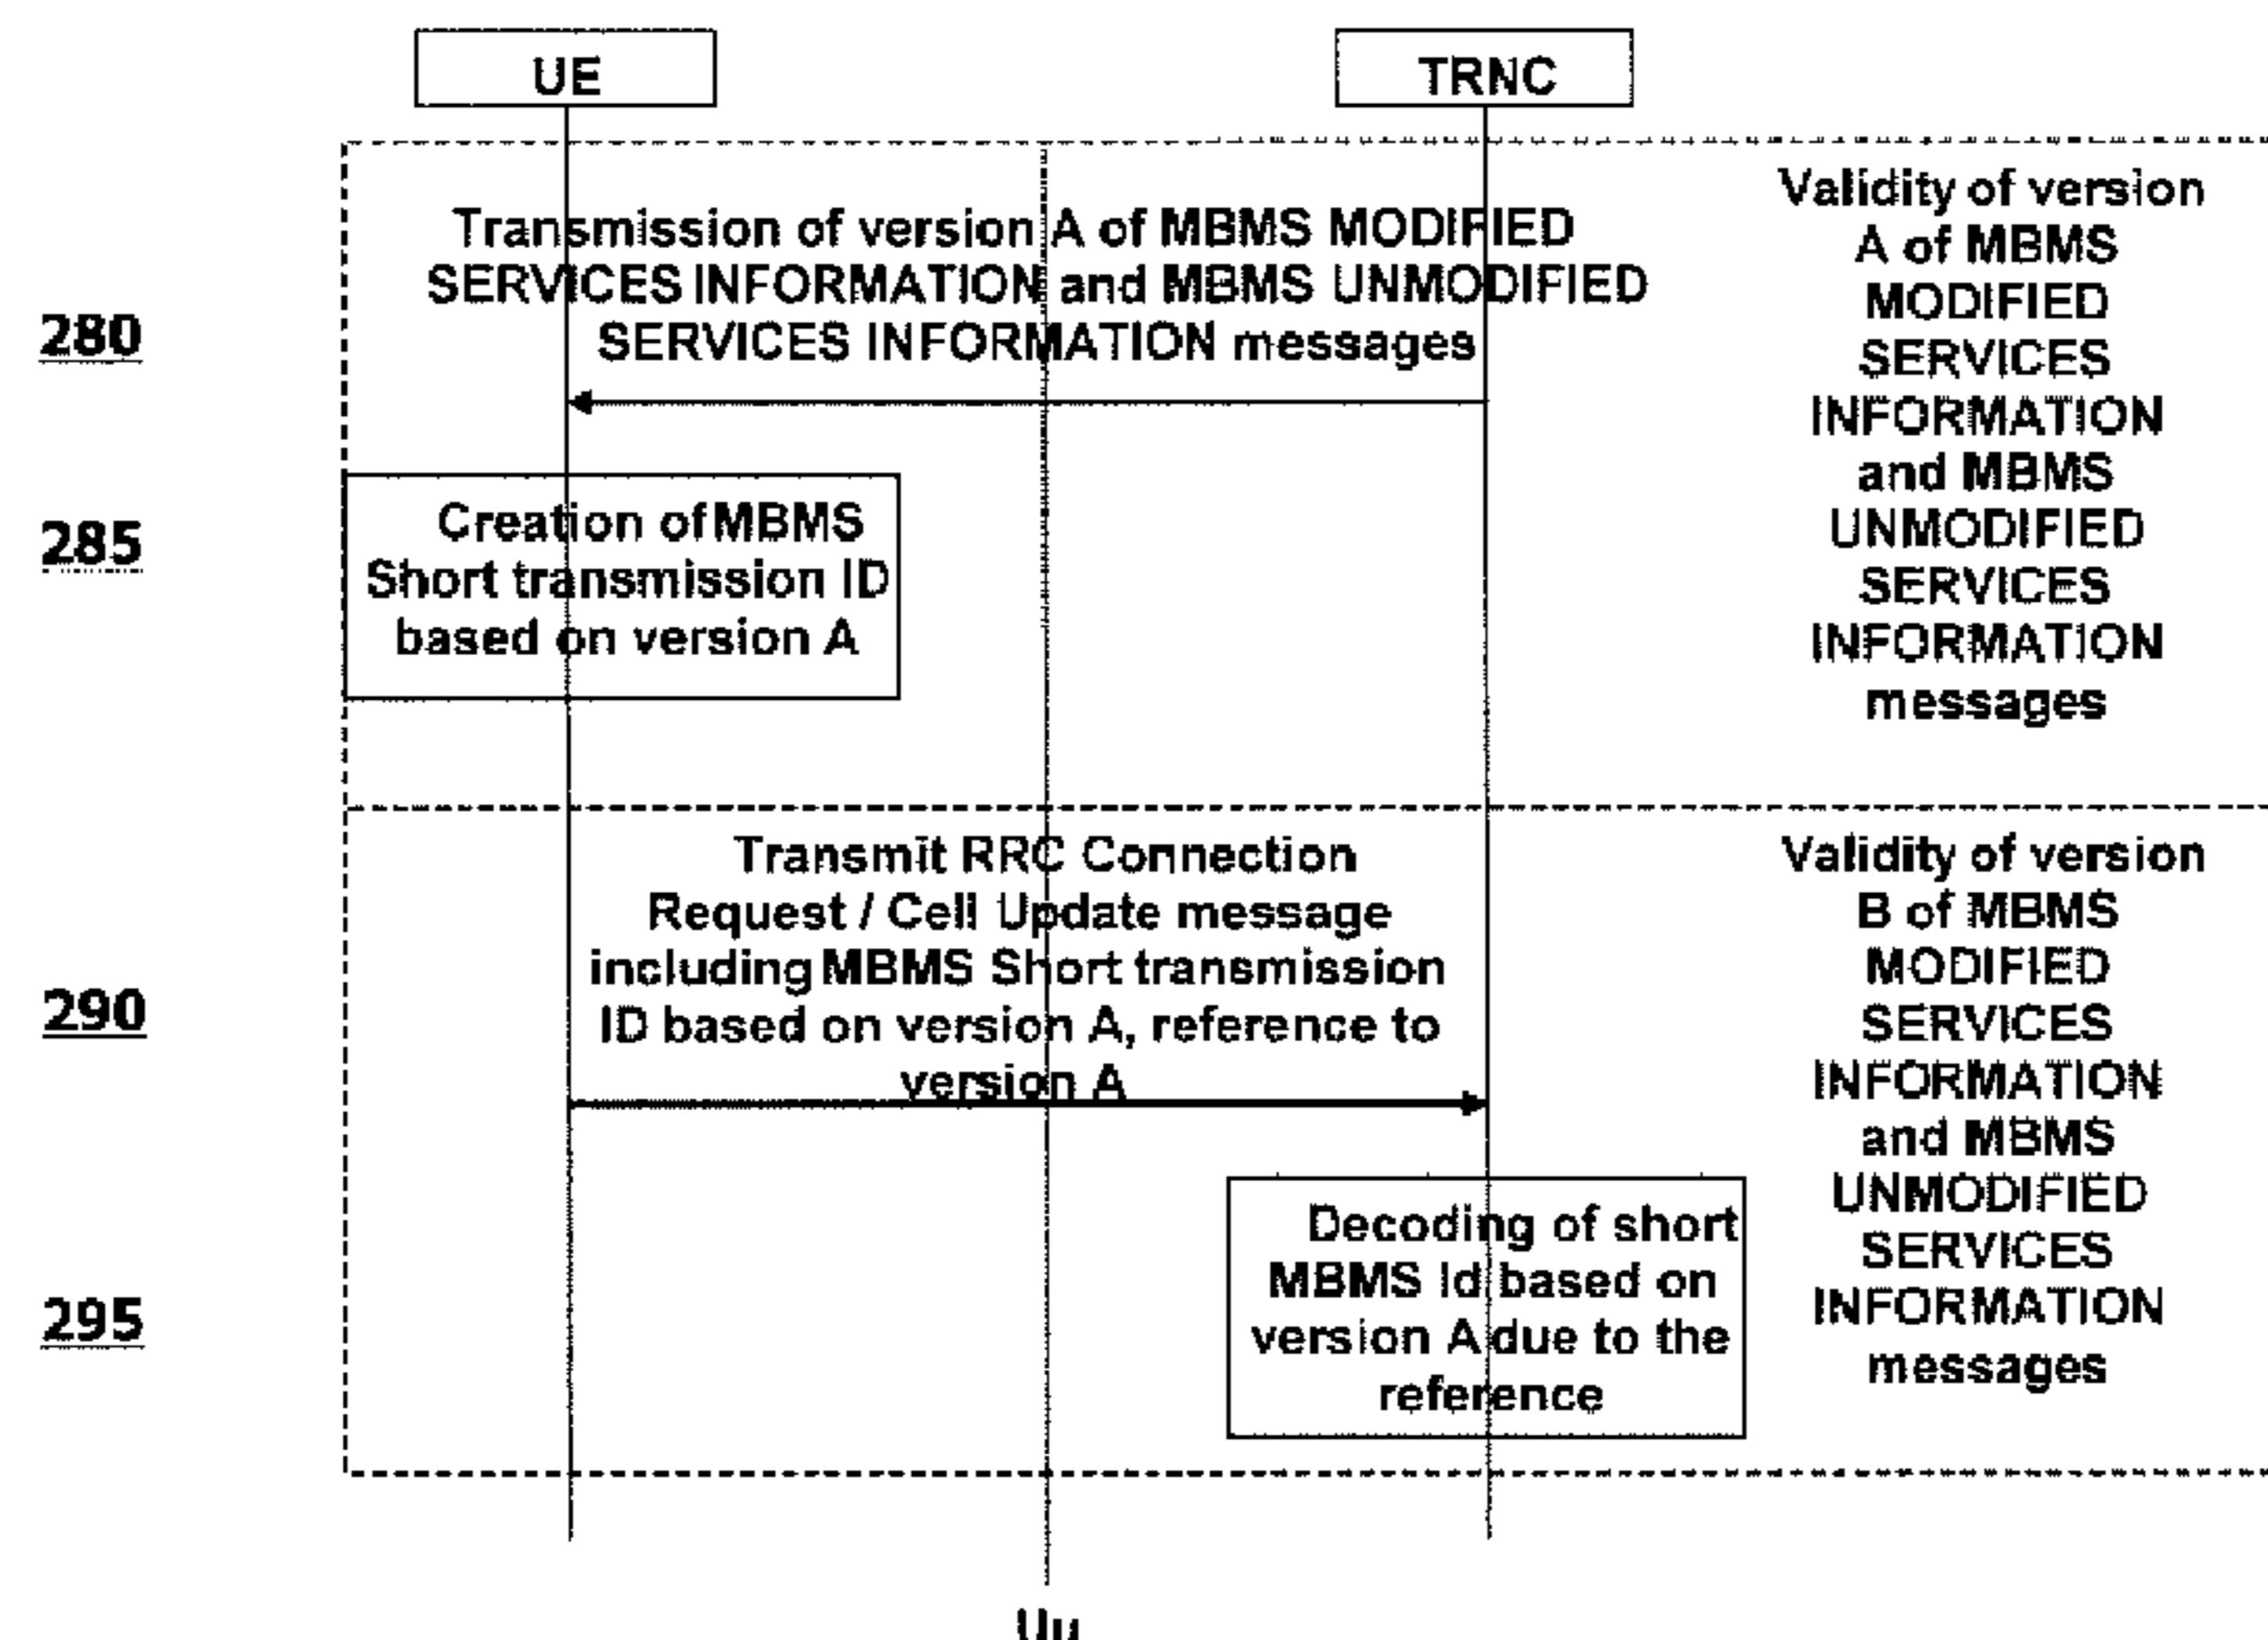 UE
TRNC
Transmission of version A of MBMS MODIFIED
SERVICES INFORMATION and MBMS UNMODIFIED
SERVICES INFORMATION messages
280
Validity of version
A of MBMS
MODIFIED
SERVICES
INFORMATION
and MBMS
UNMODIFIED
SERVICES
INFORMATION
messages
285
Creation of MBMS
Short transmission ID
based on version A
290
Transmit RRC Connection
Request / Cell Update message
including MBMS Short transmission
ID based on version A, reference to
version A
Validity of version
B of MBMS
MODIFIED
SERVICES
INFORMATION
and MBMS
UNMODIFIED
SERVICES
INFORMATION
messages
295
Decoding of short
MBMS Id based on
version A due to the
reference
Uu